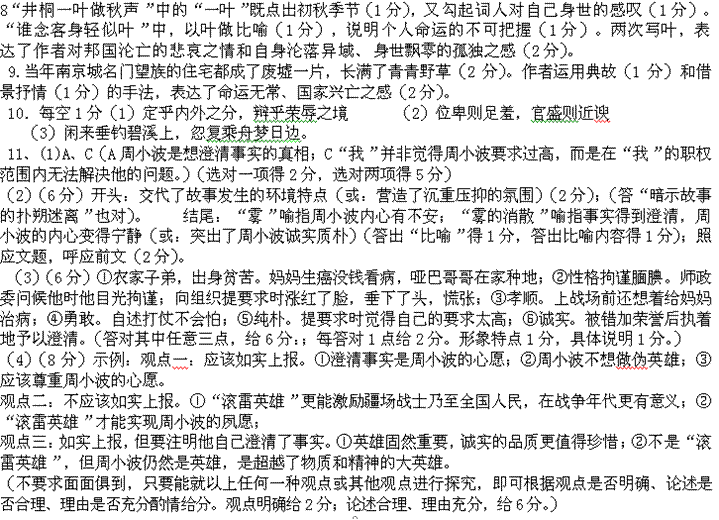 8“井桐一叶做秋声”中的“一叶”既点出初秋季节（1分），又勾起词人对自己身世的感叹（1分）。
“谁念客身轻似叶”中，以叶做比喻（1分），说明个人命运的不可把握（1分）。两次写叶，表
达了作者对邦国沦亡的悲哀之情和自身沦落异域、身世飘零的孤独之感（2分）。
9.当年南京城名门望族的住宅都成了废墟一片，长满了青青野草（2分）。作者运用典故（1分）和借
景抒情（1分）的手法，表达了命运无常、国家兴亡之感（2分）。
10. 每空1分（1）定乎内外之分，辩乎荣辱之境 （2）位卑则足羞，官盛则近谀
（3）闲来垂钓碧溪上，忽复乘舟梦日边。
11、(1)A、C（A周小波是想澄清事实的真相；C“我”并非觉得周小波要求过高，而是在“我”的职权
范围内无法解决他的问题。）（选对一项得2分，选对两项得5分）
（2）（6分）开头：交代了故事发生的环境特点（或：营造了沉重压抑的氛围）（2分）；（答“暗示故事
的扑朔迷离”也对）。 结尾：“雾”喻指周小波内心有不安；“雾的消散”喻指事实得到澄清，周
小波的内心变得宁静（或：突出了周小波诚实质朴）（答出“比喻”得1分，答出比喻内容得1分）；照
应文题，呼应前文（2分）。
（3）（6分）①农家子弟，出身贫苦。妈妈生癌没钱看病，哑巴哥哥在家种地；②性格拘谨腼腆。师政
委问候他时他目光拘谨；向组织提要求时涨红了脸，垂下了头，慌张；③孝顺。上战场前还想着给妈妈
治病；④勇敢。自述打仗不会怕；⑤纯朴。提要求时觉得自己的要求太高；⑥诚实。被错加荣誉后执着
地予以澄清。（答对其中任意三点，给6分；；每答对1点给2分。形象特点1分，具体说明1分。）
（4）（8分）示例：观点一：应该如实上报。①澄清事实是周小波的心愿；②周小波不想做伪英雄；③
应该尊重周小波的心愿。
观点二：不应该如实上报。①“滚雷英雄”更能激励疆场战士乃至全国人民，在战争年代更有意义；②
“滚雷英雄”才能实现周小波的夙愿；
观点三：如实上报，但要注明他自己澄清了事实。①英雄固然重要，诚实的品质更值得珍惜；②不是“滚
雷英雄”，但周小波仍然是英雄，是超越了物质和精神的大英雄。
（不要求面面俱到，只要能就以上任何一种观点或其他观点进行探究，即可根据观点是否明确、论述是
否合理、理由是否充分酌情给分。观点明确给2分；论述合理、理由充分，给6分。）